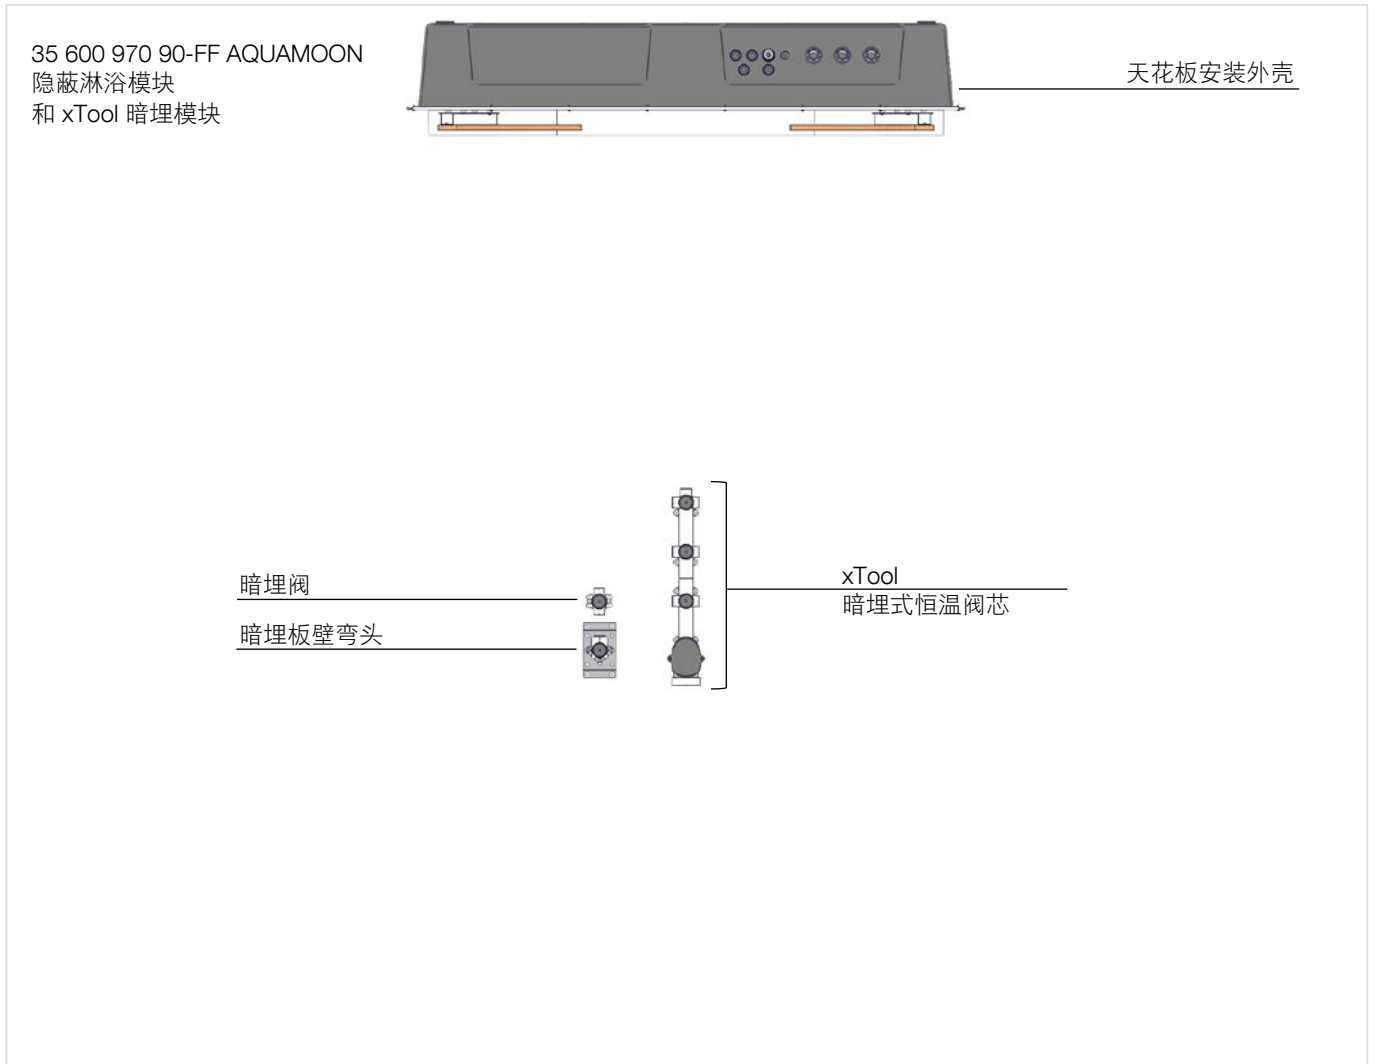 35 600 970 90-FF AQUAMOON
隐蔽淋浴模块
和 xTool 暗埋模块
天花板安装外壳
暗埋阀
暗埋板壁弯头
xTool
暗埋式恒温阀芯